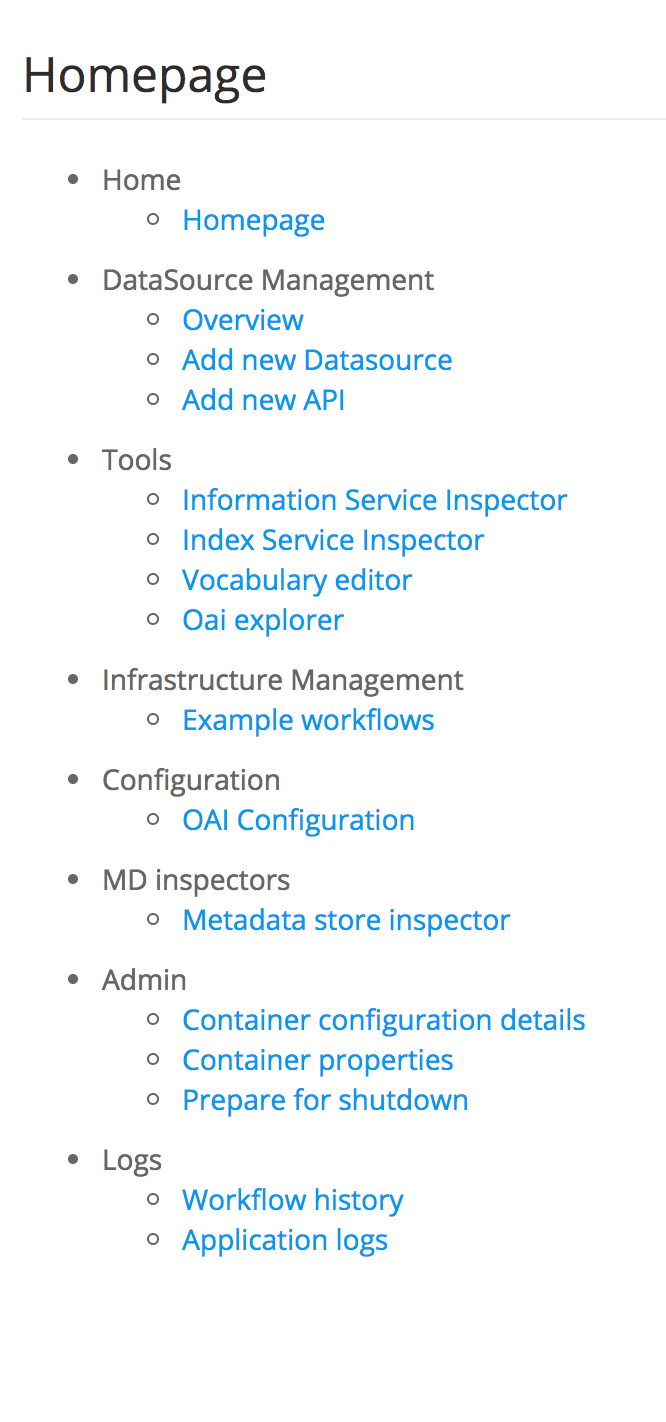 Homepage
Home
Homepage
DataSource Management
Overview
Add new Datasource
Add new API
Tools
Information Service Inspector
Index Service Inspector
Vocabulary editor
Oai explorer
Infrastructure Management
Example workflows
Configuration
OAI Configuration
MD inspectors
Metadata store inspector
Admin
Container configuration details
Container properties
Prepare for shutdown
Logs
Workflow history
Application logs